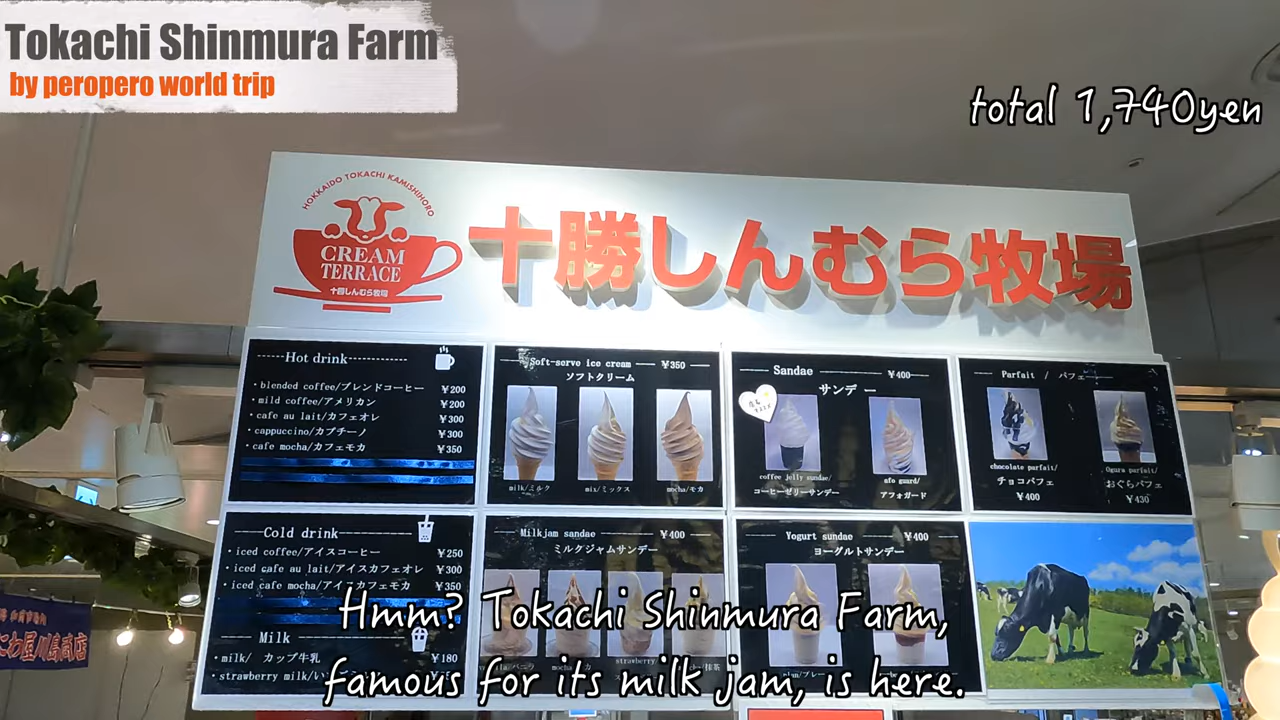 Tokachi Shinmura Farm
by peropero world trip
total 1,740yen
HOKKAIDO TOKACHI KAMISHIHORO
CREAM
TERRACE
十勝しんむら牧場
十勝しんむら牧場
Hot drink
・blended coffee/ブレンドコーヒー ¥200
・mild coffee/アメリカン ¥200
・cafe au lait/カフェオレ ¥300
・cappuccino/カプチーノ ¥300
・cafe mocha/カフェモカ ¥350
Soft-serve ice cream ¥350
ソフトクリーム
milk/ミルク mix/ミックス mocha/モカ
Sandae ¥400
サンデー
coffee jelly sundae/
コーヒーゼリーサンデー
afo guard/
アフォガード
Parfait / パフェ
chocolate parfait/
チョコパフェ
¥400
Ogura parfait/
おぐらパフェ
¥430
Cold drink
・iced coffee/アイスコーヒー ¥250
・iced cafe au lait/アイスカフェオレ ¥300
・iced cafe mocha/アイスカフェモカ ¥350
Milk
・milk/ カップ牛乳 ¥180
・strawberry milk/い
Milkjam sandae ¥400
ミルクジャムサンデー
strawberry/
Yogurt sundae ¥400
ヨーグルトサンデー
Hmm? Tokachi Shinmura Farm,
famous for its milk jam, is here.